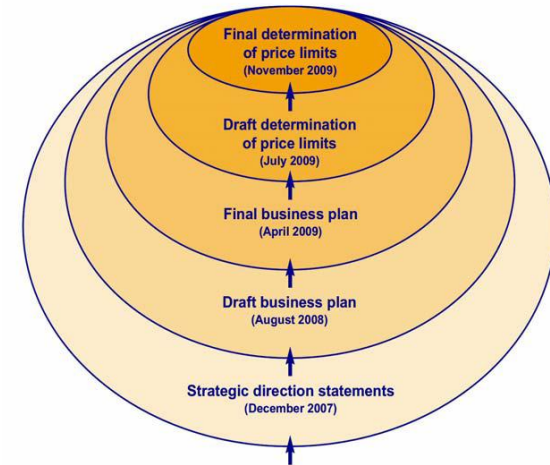 Final determination
of price limits
(November 2009)
Draft determination
of price limits
(July 2009)
Final business plan
(April 2009)
Draft business plan
(August 2008)
Strategic direction statements
(December 2007)